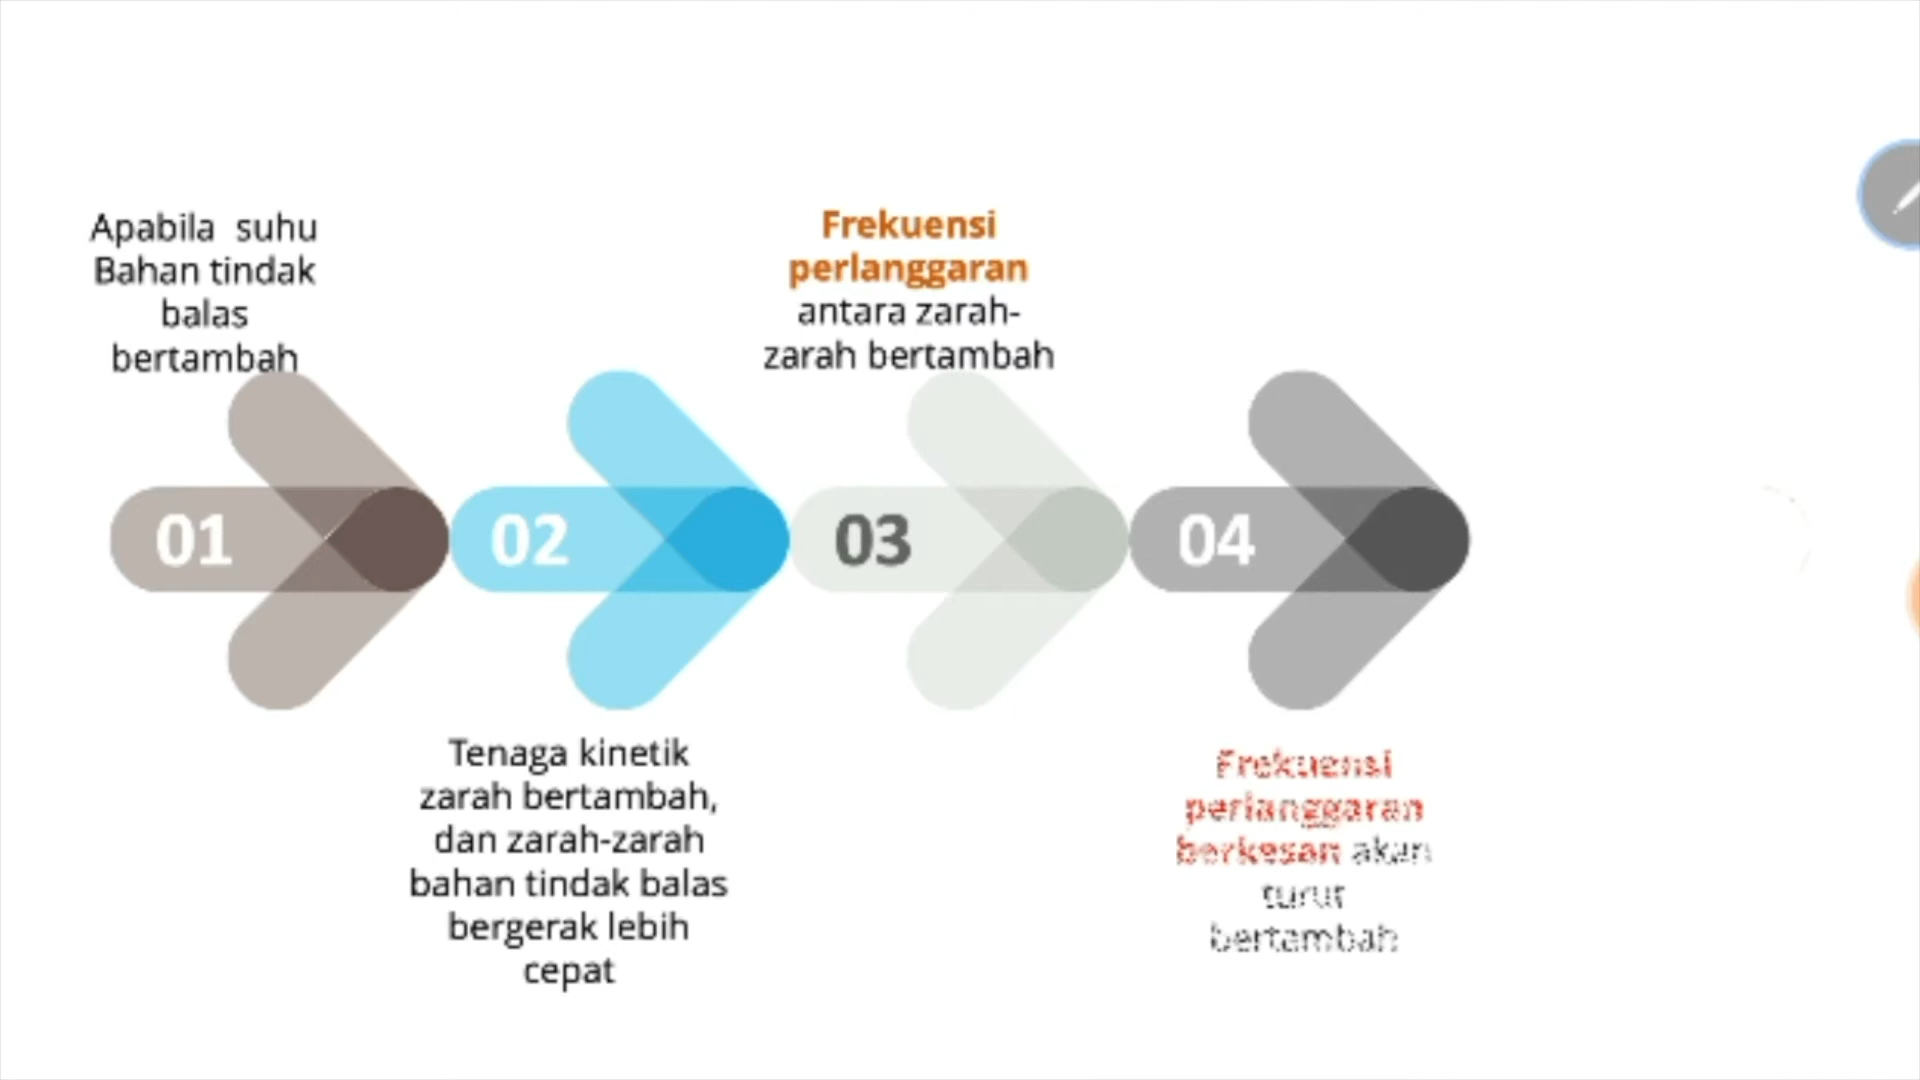 Apabila suhu
Bahan tindak
balas
bertambah
01
Tenaga kinetik
zarah bertambah,
dan zarah-zarah
bahan tindak balas
bergerak lebih
cepat
02
Frekuensi
perlanggaran
antara zarah-
zarah bertambah
03
04
Frekuensi
perlanggaran
berkesan akan
turut
bertambah